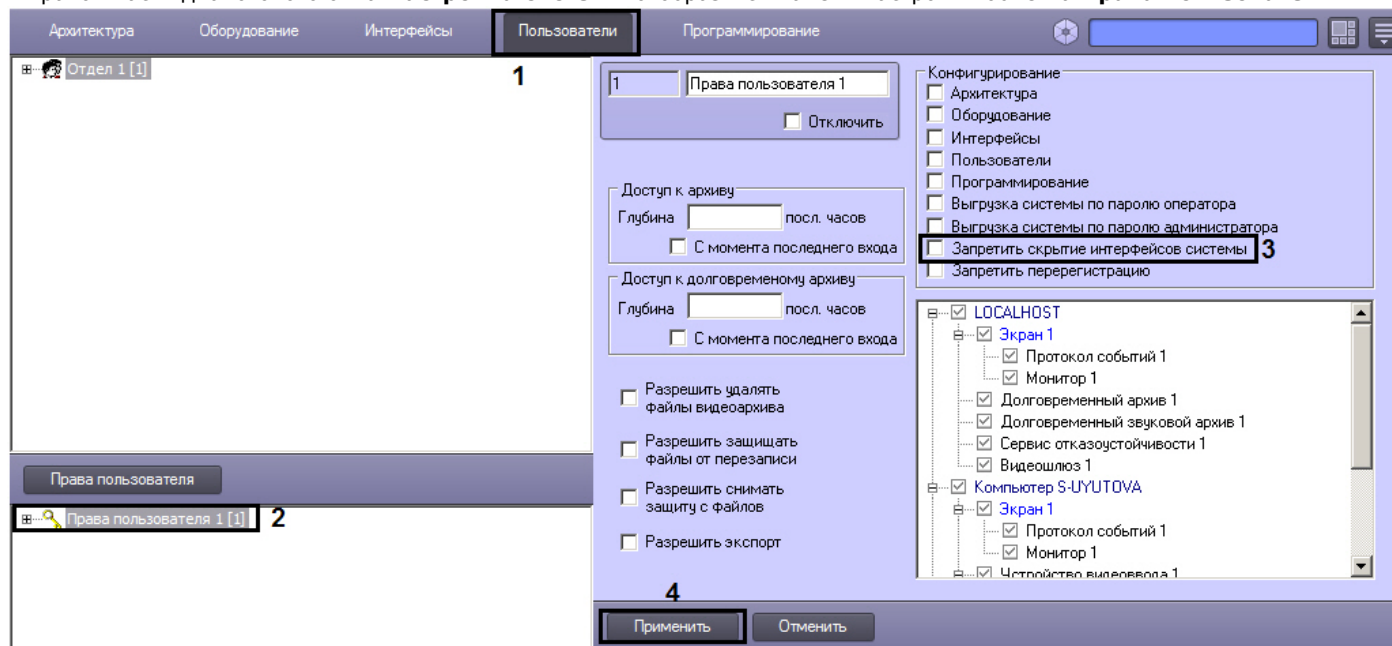 Архитектура Оборудование Интерфейсы Пользователи Программирование
1
Отдел 1 [1]
Права пользователя
Права пользователя 1 [1] 2
1 Права пользователя 1
Отключить
Доступ к архиву
Глубина посл. часов
С момента последнего входа
Доступ к долговременому архиву
Глубина посл. часов
С момента последнего входа
Разрешить удалять
файлы видеоархива
Разрешить защищать
файлы от перезаписи
Разрешить снимать
защиту с файлов
Разрешить экспорт
Конфигурирование
Архитектура
Оборудование
Интерфейсы
Пользователи
Программирование
Выгрузка системы по паролю оператора
Выгрузка системы по паролю администратора
Запретить скрытие интерфейсов системы 3
Запретить перерегистрацию
LOCALHOST
Экран 1
Протокол событий 1
Монитор 1
Долговременный архив 1
Долговременный звуковой архив 1
Сервис отказоустойчивости 1
Видеошлюз 1
Компьютер S-UYUTOVA
Экран 1
Протокол событий 1
Монитор 1
Устройство видеоввода 1
4
Применить Отменить